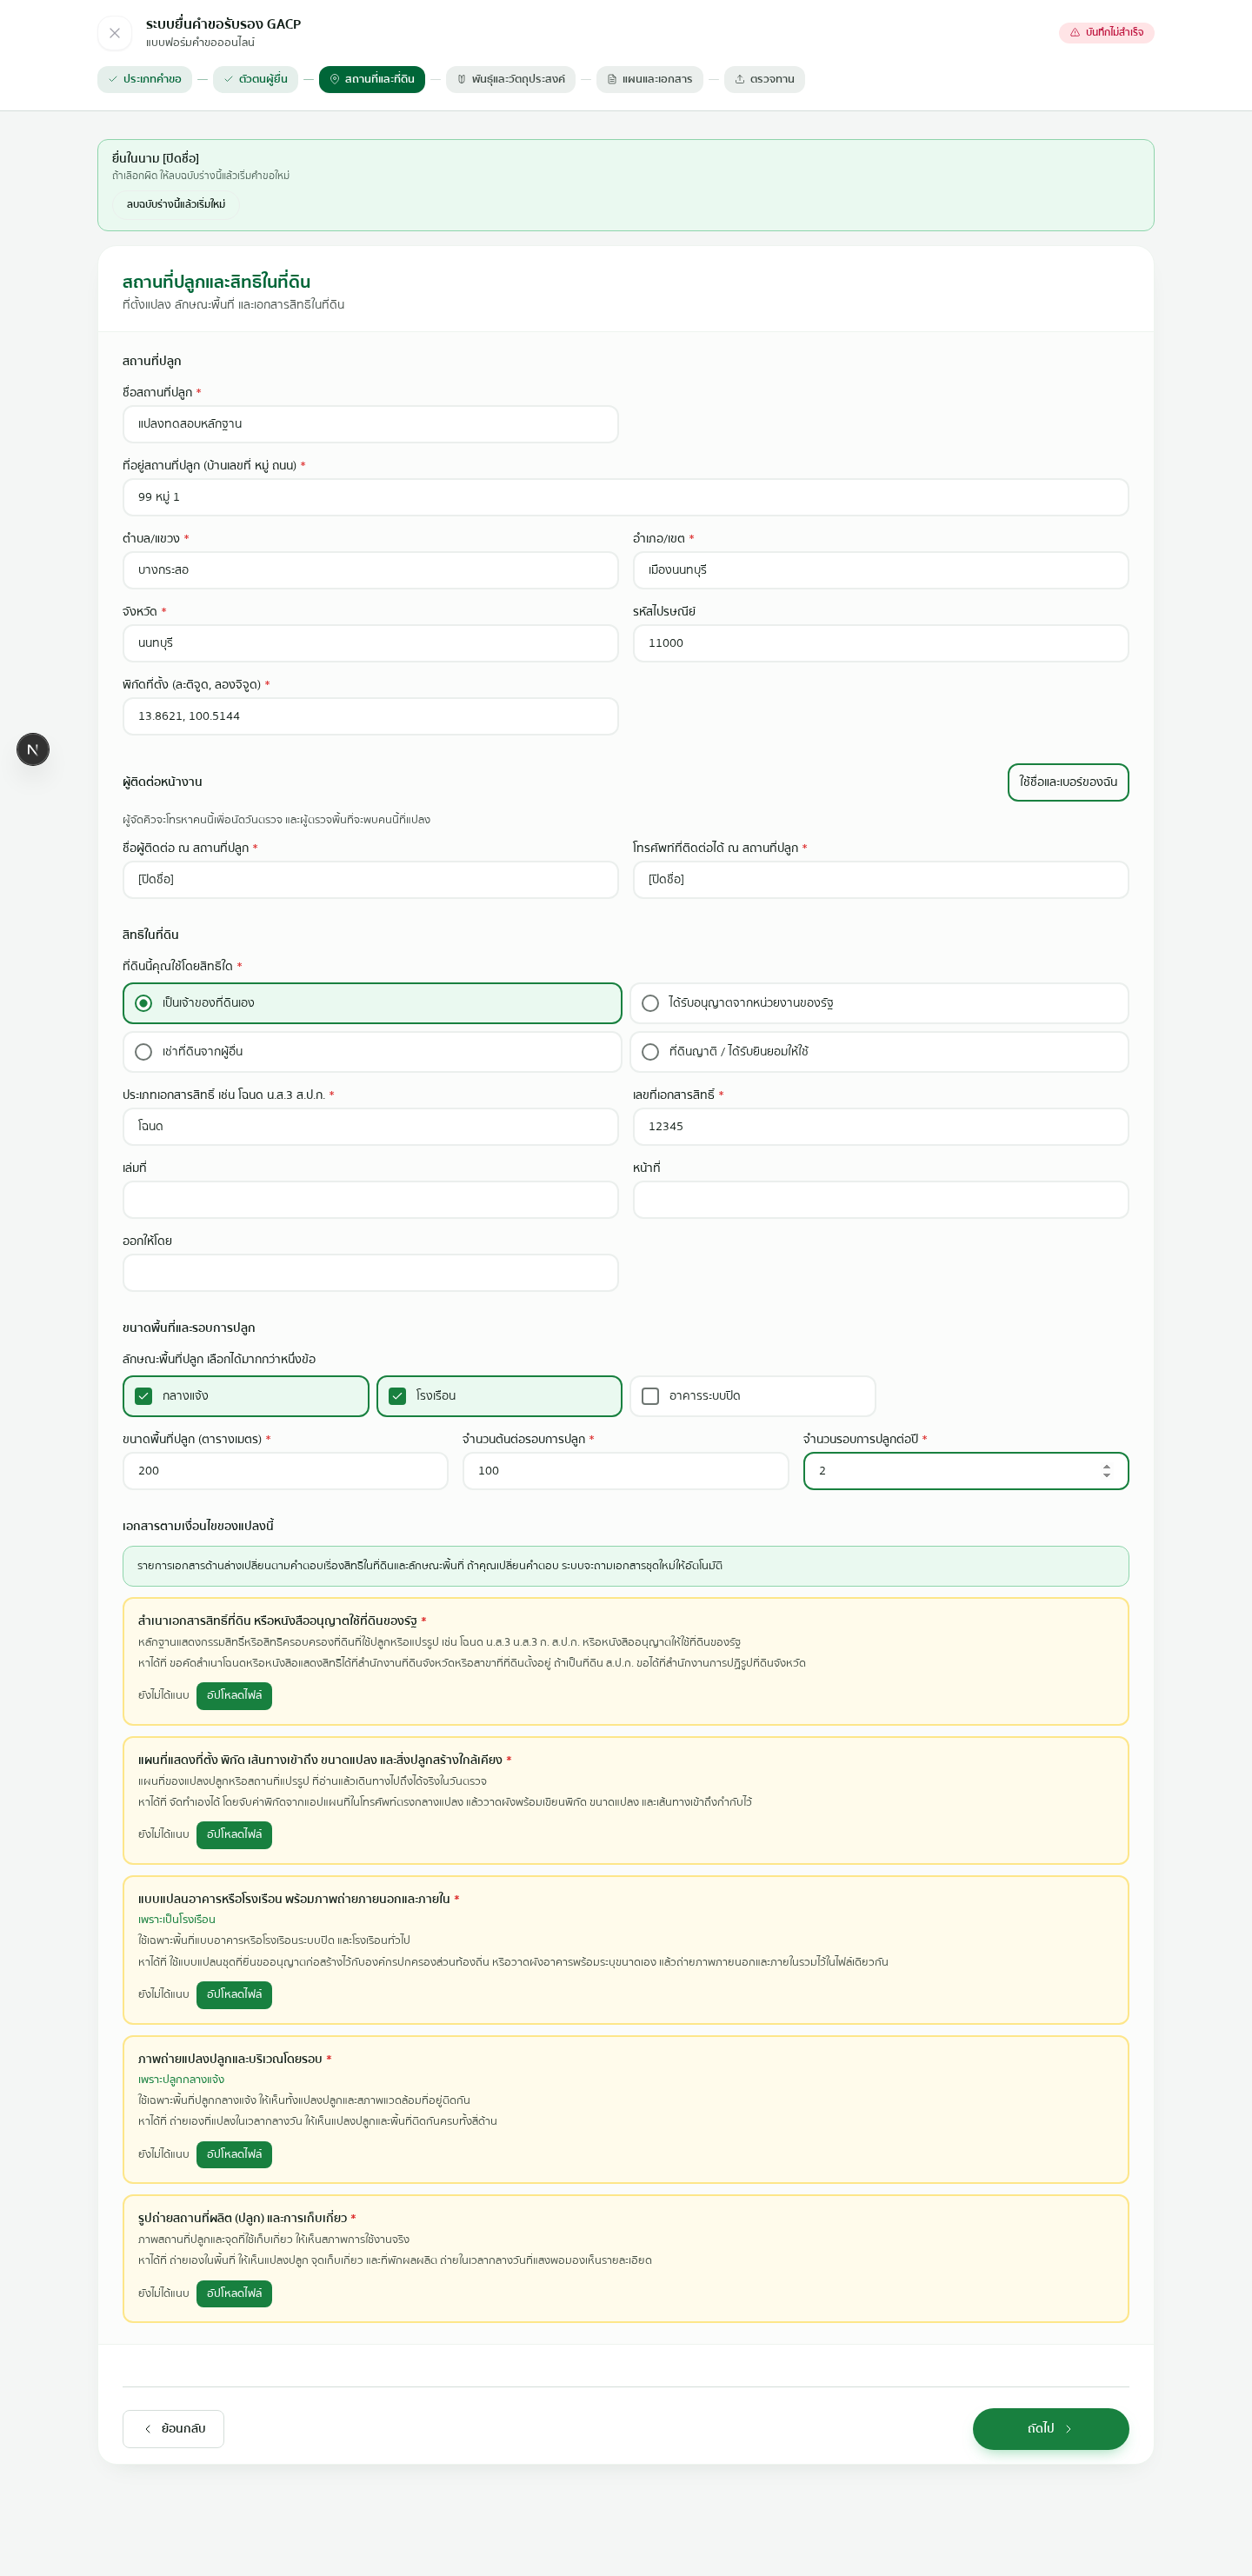 ระบบยื่นคำขอรับรอง GACP
แบบฟอร์มคำขอออนไลน์
บันทึกไม่สำเร็จ
ประเภทคำขอ
ตัวตนผู้ยื่น
สถานที่และที่ดิน
พันธุ์และวัตถุประสงค์
แผนและเอกสาร
ตรวจทาน
ยื่นในนาม [ปิดชื่อ]
ถ้าเลือกผิด ให้ลบฉบับร่างนี้แล้วเริ่มคำขอใหม่
ลบฉบับร่างนี้แล้วเริ่มใหม่
สถานที่ปลูกและสิทธิในที่ดิน
ที่ตั้งแปลง ลักษณะพื้นที่ และเอกสารสิทธิในที่ดิน
สถานที่ปลูก
ชื่อสถานที่ปลูก *
แปลงทดสอบหลักฐาน
ที่อยู่สถานที่ปลูก (บ้านเลขที่ หมู่ ถนน) *
99 หมู่ 1
ตำบล/แขวง *
อำเภอ/เขต *
บางกระสอ
เมืองนนทบุรี
จังหวัด *
รหัสไปรษณีย์
นนทบุรี
11000
พิกัดที่ตั้ง (ละติจูด, ลองจิจูด) *
13.8621, 100.5144
N
ผู้ติดต่อหน้างาน
ใช้ชื่อและเบอร์ของฉัน
ผู้จัดคิวจะโทรหาคนนี้เพื่อนัดวันตรวจ และผู้ตรวจพื้นที่จะพบคนนี้ที่แปลง
ชื่อผู้ติดต่อ ณ สถานที่ปลูก *
โทรศัพท์ที่ติดต่อได้ ณ สถานที่ปลูก *
[ปิดชื่อ]
[ปิดชื่อ]
สิทธิในที่ดิน
ที่ดินนี้คุณใช้โดยสิทธิใด *
เป็นเจ้าของที่ดินเอง
ได้รับอนุญาตจากหน่วยงานของรัฐ
เช่าที่ดินจากผู้อื่น
ที่ดินญาติ / ได้รับยินยอมให้ใช้
ประเภทเอกสารสิทธิ์ เช่น โฉนด น.ส.3 ส.ป.ก. *
เลขที่เอกสารสิทธิ์ *
โฉนด
12345
เล่มที่
หน้าที่
ออกให้โดย
ขนาดพื้นที่และรอบการปลูก
ลักษณะพื้นที่ปลูก เลือกได้มากกว่าหนึ่งข้อ
กลางแจ้ง
โรงเรือน
อาคารระบบปิด
ขนาดพื้นที่ปลูก (ตารางเมตร) *
จำนวนต้นต่อรอบการปลูก *
จำนวนรอบการปลูกต่อปี *
200
100
2
เอกสารตามเงื่อนไขของแปลงนี้
รายการเอกสารด้านล่างเปลี่ยนตามคำตอบเรื่องสิทธิในที่ดินและลักษณะพื้นที่ ถ้าคุณเปลี่ยนคำตอบ ระบบจะถามเอกสารชุดใหม่ให้อัตโนมัติ
สำเนาเอกสารสิทธิ์ที่ดิน หรือหนังสืออนุญาตใช้ที่ดินของรัฐ *
หลักฐานแสดงกรรมสิทธิ์หรือสิทธิครอบครองที่ดินที่ใช้ปลูกหรือแปรรูป เช่น โฉนด น.ส.3 น.ส.3 ก. ส.ป.ก. หรือหนังสืออนุญาตให้ใช้ที่ดินของรัฐ
หาได้ที่ ขอคัดสำเนาโฉนดหรือหนังสือแสดงสิทธิได้ที่สำนักงานที่ดินจังหวัดหรือสาขาที่ที่ดินตั้งอยู่ ถ้าเป็นที่ดิน ส.ป.ก. ขอได้ที่สำนักงานการปฏิรูปที่ดินจังหวัด
ยังไม่ได้แนบ
อัปโหลดไฟล์
แผนที่แสดงที่ตั้ง พิกัด เส้นทางเข้าถึง ขนาดแปลง และสิ่งปลูกสร้างใกล้เคียง *
แผนที่ของแปลงปลูกหรือสถานที่แปรรูป ที่อ่านแล้วเดินทางไปถึงได้จริงในวันตรวจ
หาได้ที่ จัดทำเองได้ โดยจับค่าพิกัดจากแอปแผนที่ในโทรศัพท์ตรงกลางแปลง แล้ววาดผังพร้อมเขียนพิกัด ขนาดแปลง และเส้นทางเข้าถึงกำกับไว้
ยังไม่ได้แนบ
อัปโหลดไฟล์
แบบแปลนอาคารหรือโรงเรือน พร้อมภาพถ่ายภายนอกและภายใน *
เพราะเป็นโรงเรือน
ใช้เฉพาะพื้นที่แบบอาคารหรือโรงเรือนระบบปิด และโรงเรือนทั่วไป
หาได้ที่ ใช้แบบแปลนชุดที่ยื่นขออนุญาตก่อสร้างไว้กับองค์กรปกครองส่วนท้องถิ่น หรือวาดผังอาคารพร้อมระบุขนาดเอง แล้วถ่ายภาพภายนอกและภายในรวมไว้ในไฟล์เดียวกัน
ยังไม่ได้แนบ
อัปโหลดไฟล์
ภาพถ่ายแปลงปลูกและบริเวณโดยรอบ *
เพราะปลูกกลางแจ้ง
ใช้เฉพาะพื้นที่ปลูกกลางแจ้ง ให้เห็นทั้งแปลงปลูกและสภาพแวดล้อมที่อยู่ติดกัน
หาได้ที่ ถ่ายเองที่แปลงในเวลากลางวัน ให้เห็นแปลงปลูกและพื้นที่ติดกันครบทั้งสี่ด้าน
ยังไม่ได้แนบ
อัปโหลดไฟล์
รูปถ่ายสถานที่ผลิต (ปลูก) และการเก็บเกี่ยว *
ภาพสถานที่ปลูกและจุดที่ใช้เก็บเกี่ยว ให้เห็นสภาพการใช้งานจริง
หาได้ที่ ถ่ายเองในพื้นที่ ให้เห็นแปลงปลูก จุดเก็บเกี่ยว และที่พักผลผลิต ถ่ายในเวลากลางวันที่แสงพอมองเห็นรายละเอียด
ยังไม่ได้แนบ
อัปโหลดไฟล์
ย้อนกลับ
ถัดไป